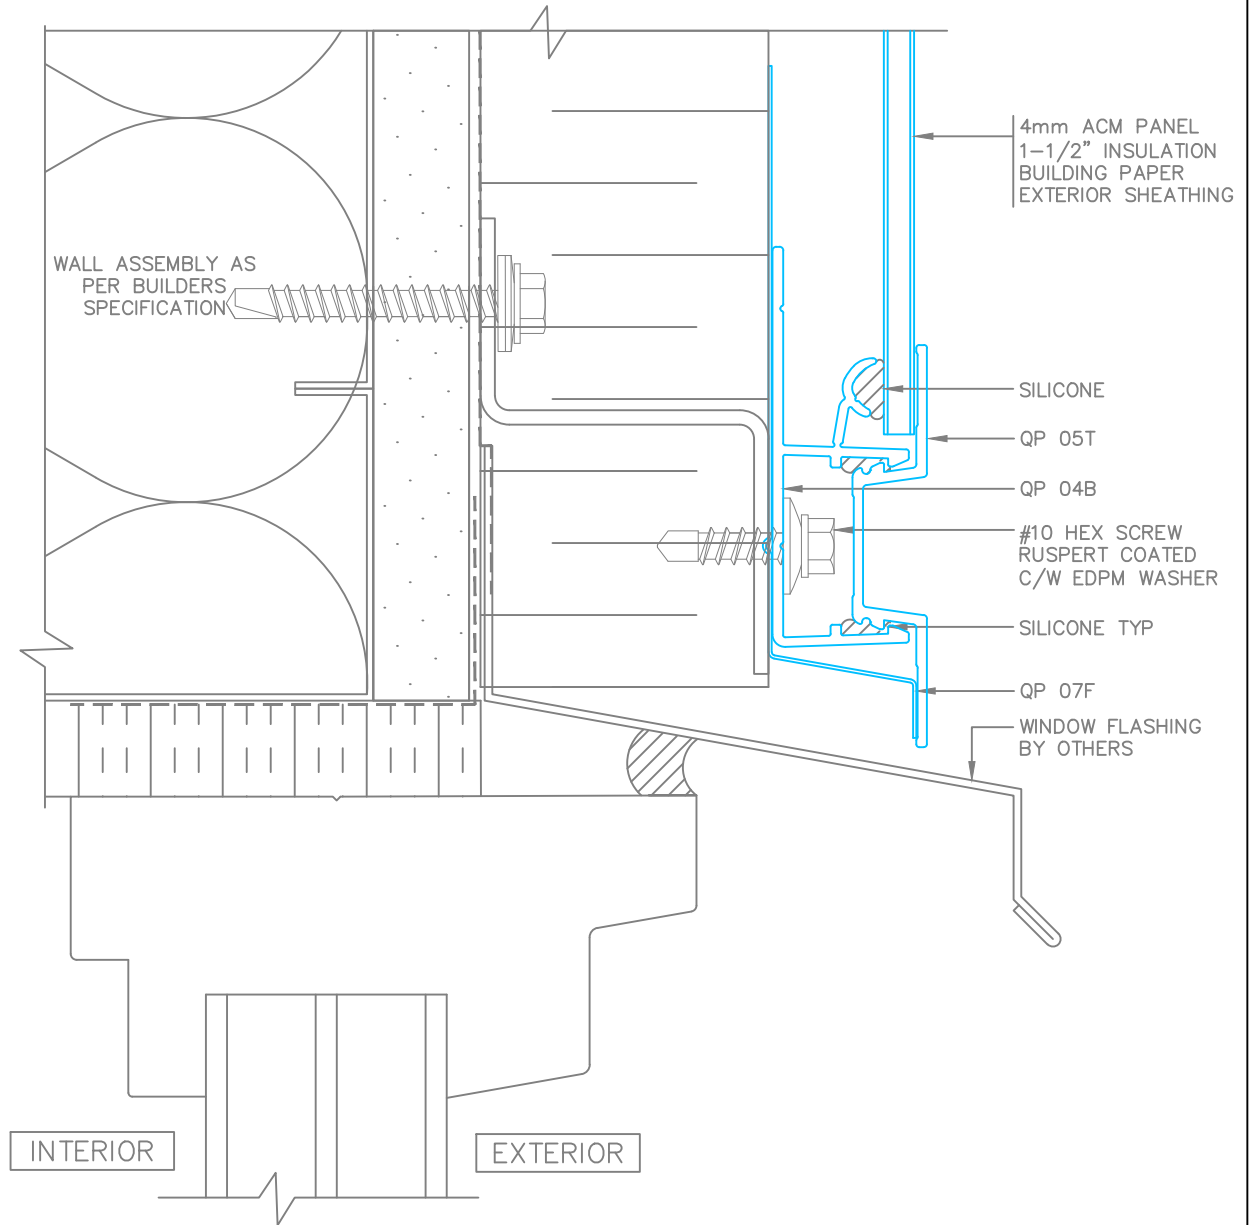 4mm ACM PANEL
1-1/2" INSULATION
BUILDING PAPER
EXTERIOR SHEATHING
WALL ASSEMBLY AS
PER BUILDERS
SPECIFICATION
SILICONE
QP 05T
QP 04B
#10 HEX SCREW
RUSPERT COATED
C/W EDPM WASHER
SILICONE TYP
QP 07F
WINDOW FLASHING
BY OTHERS
INTERIOR
EXTERIOR